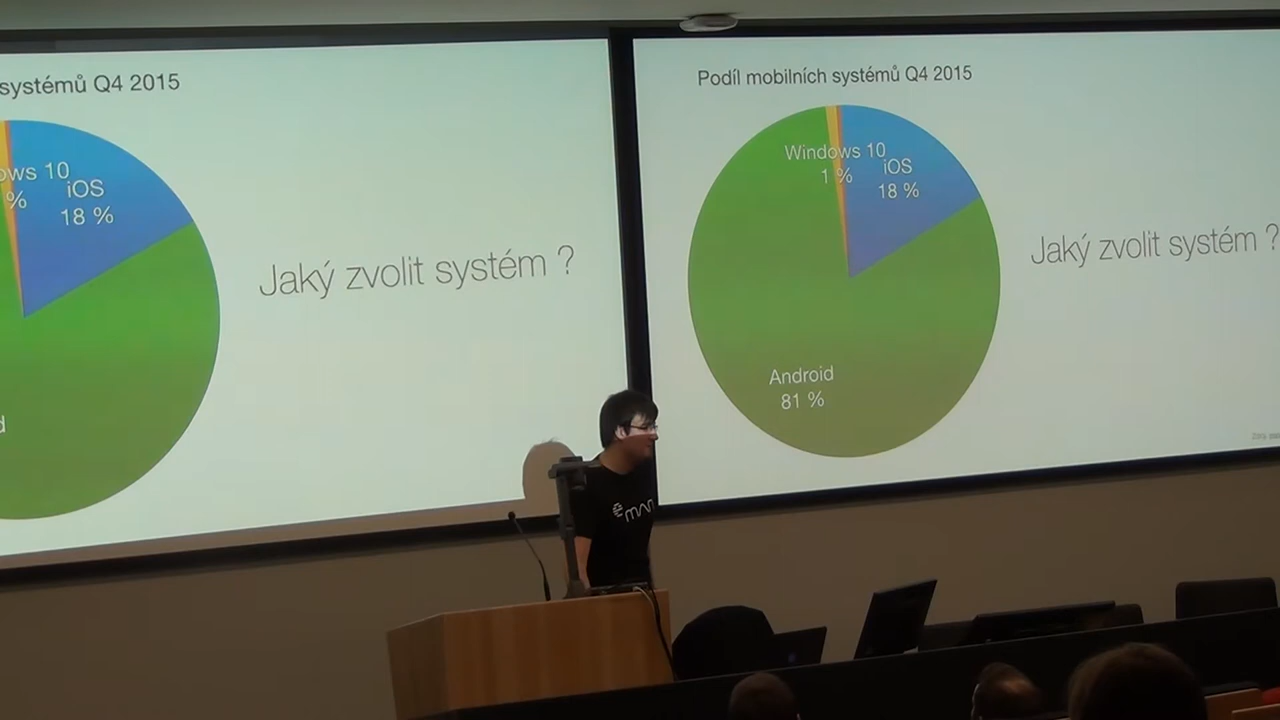 systémů Q4 2015
ows 10
%
iOS
18 %
Jaký zvolit systém ?
d
Podíl mobilních systémů Q4 2015
Windows 10
1 %
iOS
18 %
Android
81 %
Jaký zvolit systém ?
eman